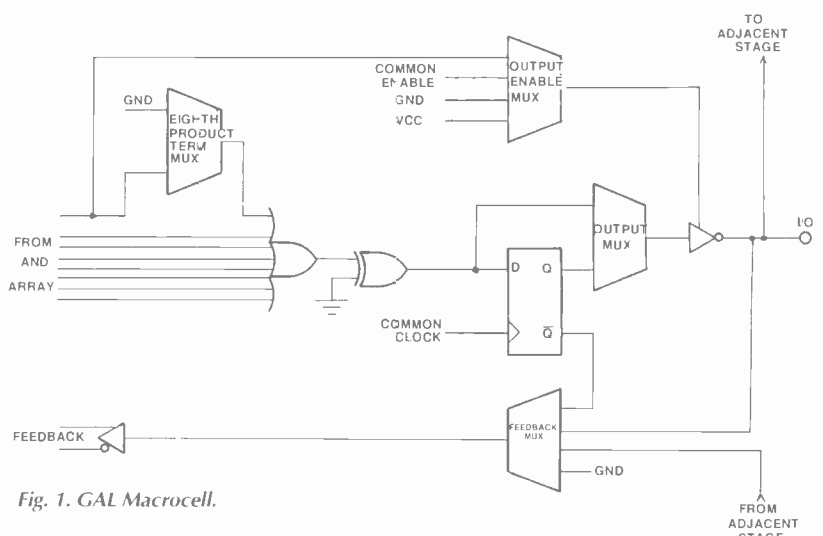 TO
ADJACENT
STAGE
COMMON
ENABLE
GND
VCC
OUTPUT
ENABLE
MUX
GND
EIGHTH
PRODUCT
TERM
MUX
FROM
AND
ARRAY
OUTPUT
MUX
I/O
D Q
Q̅
COMMON
CLOCK
FEEDBACK
FEEDBACK
MUX
GND
FROM
ADJACENT
STAGE
Fig. 1. GAL Macrocell.